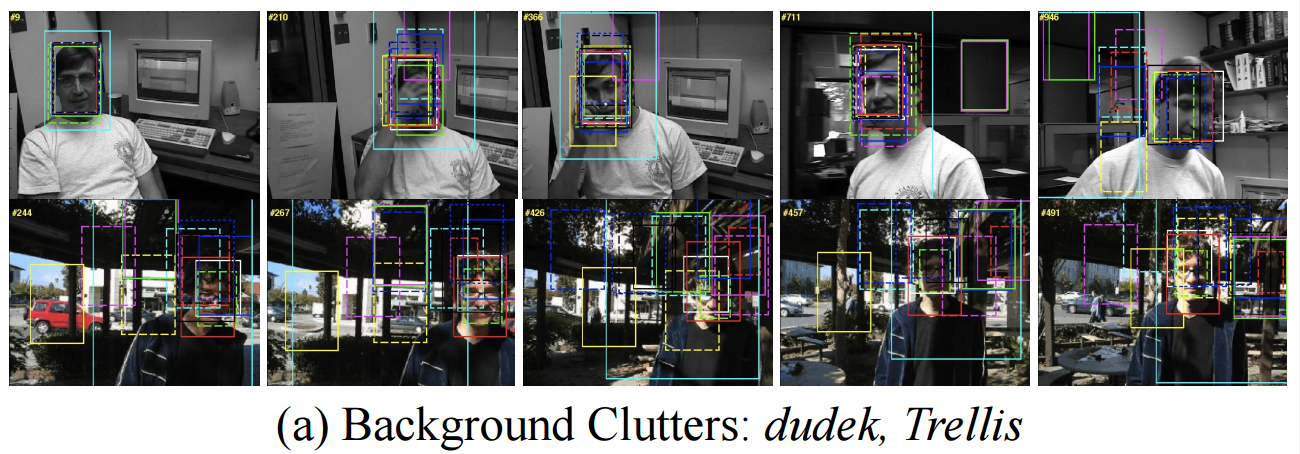 #9 #210 #366 #711 #946
#244 #267 #426 #457 #491
(a) Background Clutters: dudek, Trellis